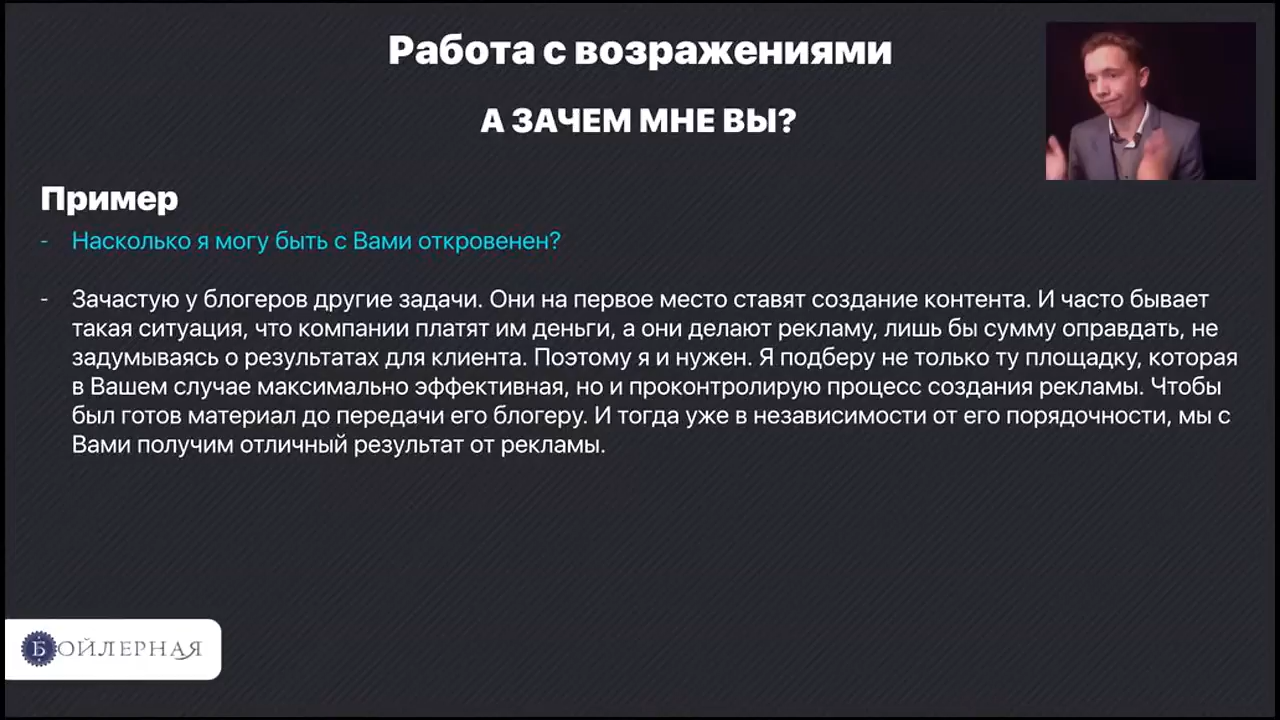 Работа с возражениями
А ЗАЧЕМ МНЕ ВЫ?
Пример
- Насколько я могу быть с Вами откровенен?
- Зачастую у блогеров другие задачи. Они на первое место ставят создание контента. И часто бывает
такая ситуация, что компании платят им деньги, а они делают рекламу, лишь бы сумму оправдать, не
задумываясь о результатах для клиента. Поэтому я и нужен. Я подберу не только ту площадку, которая
в Вашем случае максимально эффективная, но и проконтролирую процесс создания рекламы. Чтобы
был готов материал до передачи его блогеру. И тогда уже в независимости от его порядочности, мы с
Вами получим отличный результат от рекламы.
БОЙЛЕРНАЯ